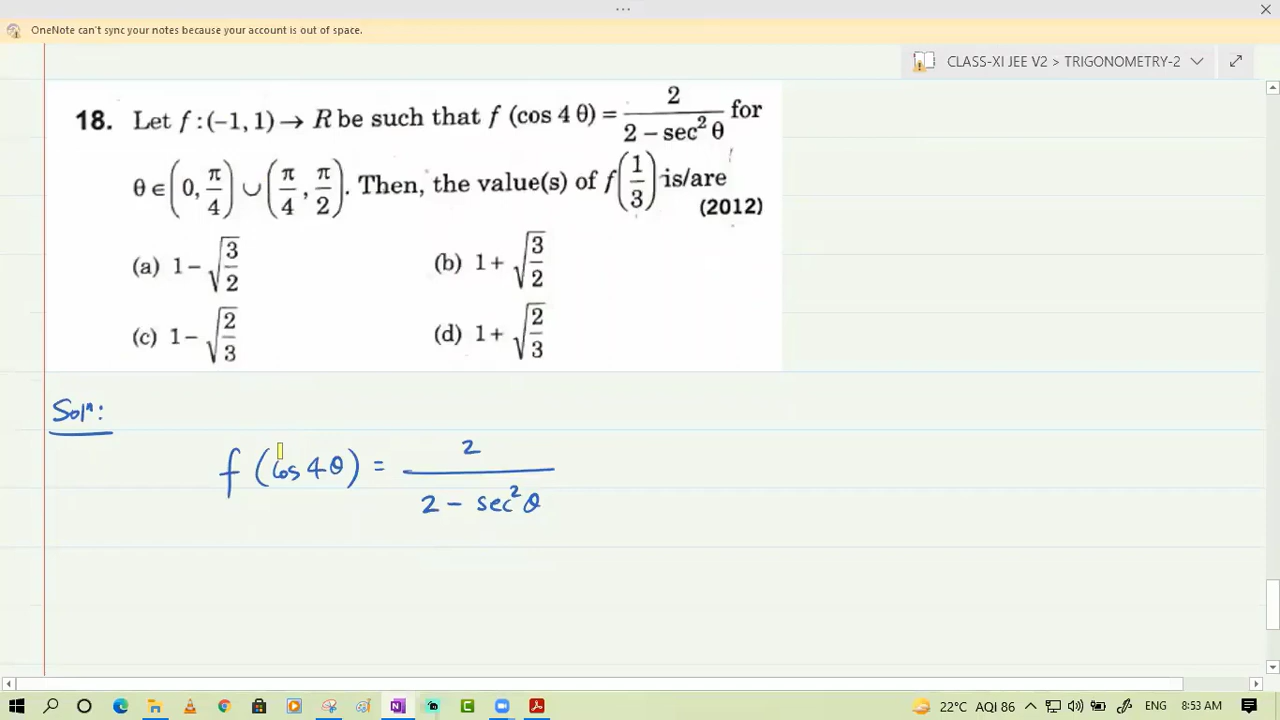 ...
OneNote can't sync your notes because your account is out of space.
CLASS-XI JEE V2 > TRIGONOMETRY-2
18. Let f : (−1, 1) → R be such that f (cos 4 θ) = 2 / (2 − sec² θ) for
θ ∈ (0, π/4) ∪ (π/4, π/2). Then, the value(s) of f(1/3) is/are
(2012)
(a) 1 − √(3/2) (b) 1 + √(3/2)
(c) 1 − √(2/3) (d) 1 + √(2/3)
Solⁿ:
f (cos 4θ) = 2 / (2 − sec² θ)
22°C AQI 86 ENG 8:53 AM